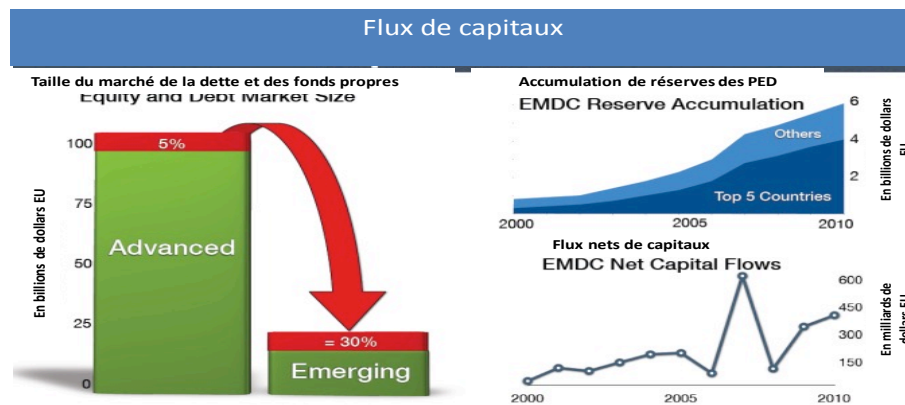 Flux de capitaux
Taille du marché de la dette et des fonds propres
Equity and Debt Market Size
En billions de dollars EU
100
75
50
25
0
5%
Advanced
= 30%
Emerging
Accumulation de réserves des PED
EMDC Reserve Accumulation
Others
Top 5 Countries
6
4
2
En billions de dollars
EU
2000
2005
2010
Flux nets de capitaux
EMDC Net Capital Flows
600
450
300
150
En milliards de
dollars EU
2000
2005
2010